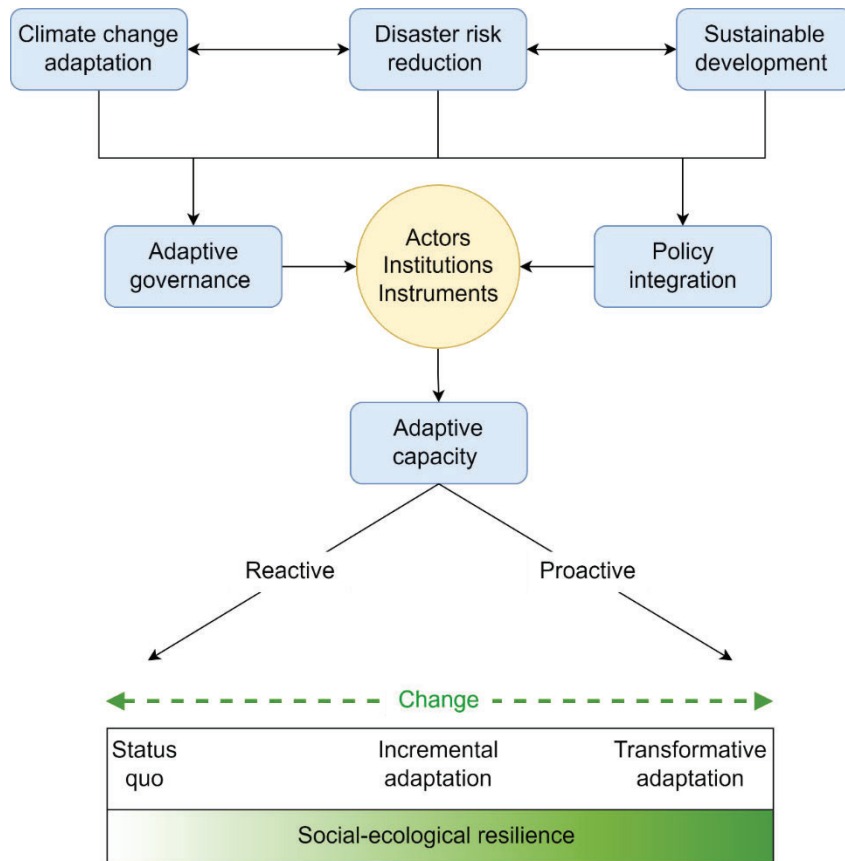 Climate change
adaptation
Disaster risk
reduction
Sustainable
development
Adaptive
governance
Actors
Institutions
Instruments
Policy
integration
Adaptive
capacity
Reactive
Proactive
Change
Status
quo
Incremental
adaptation
Transformative
adaptation
Social-ecological resilience